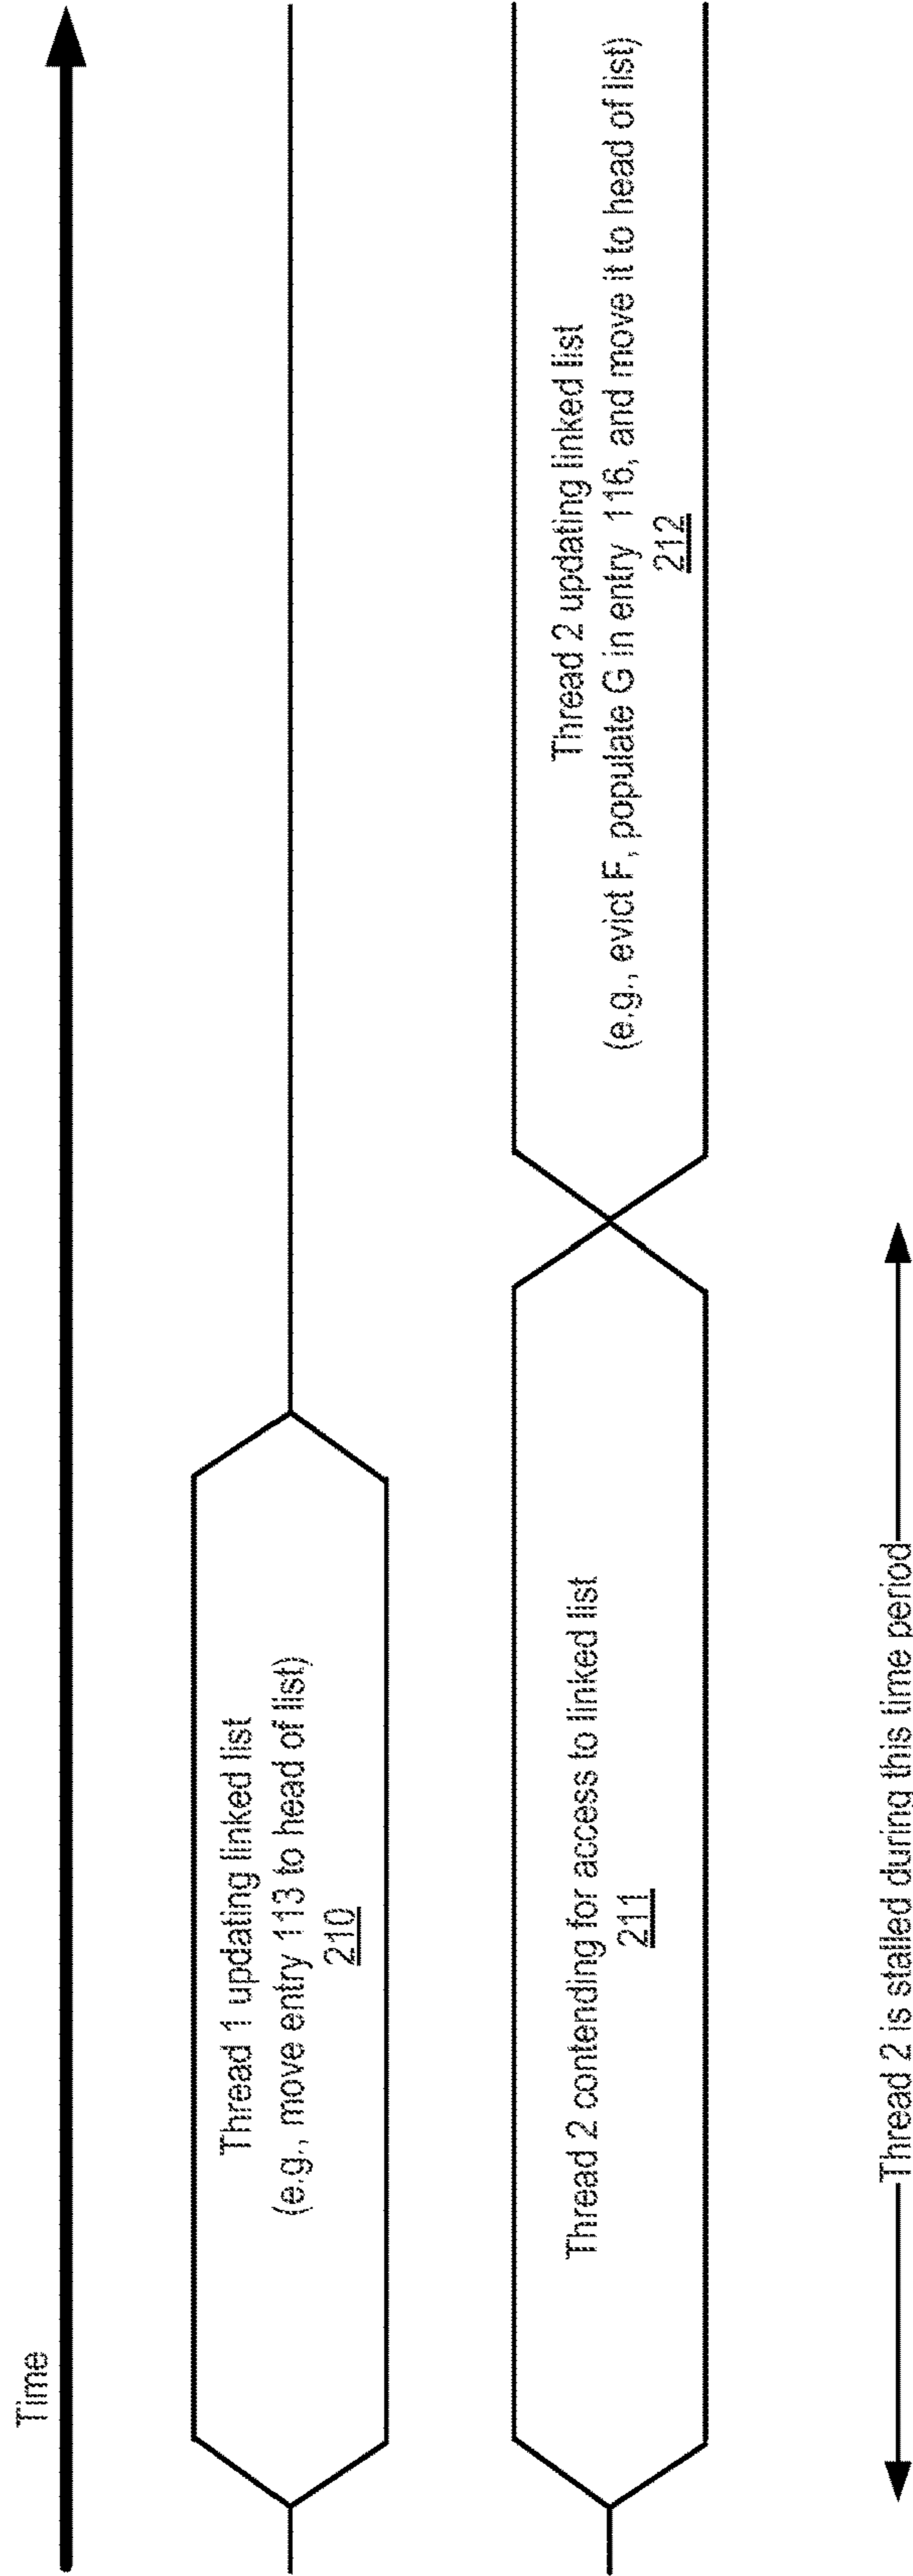 Time
Thread 1 updating linked list
(e.g., move entry 113 to head of list)
210
Thread 2 contending for access to linked list
211
Thread 2 updating linked list
(e.g., evict F, populate G in entry 116, and move it to head of list)
212
Thread 2 is stalled during this time period